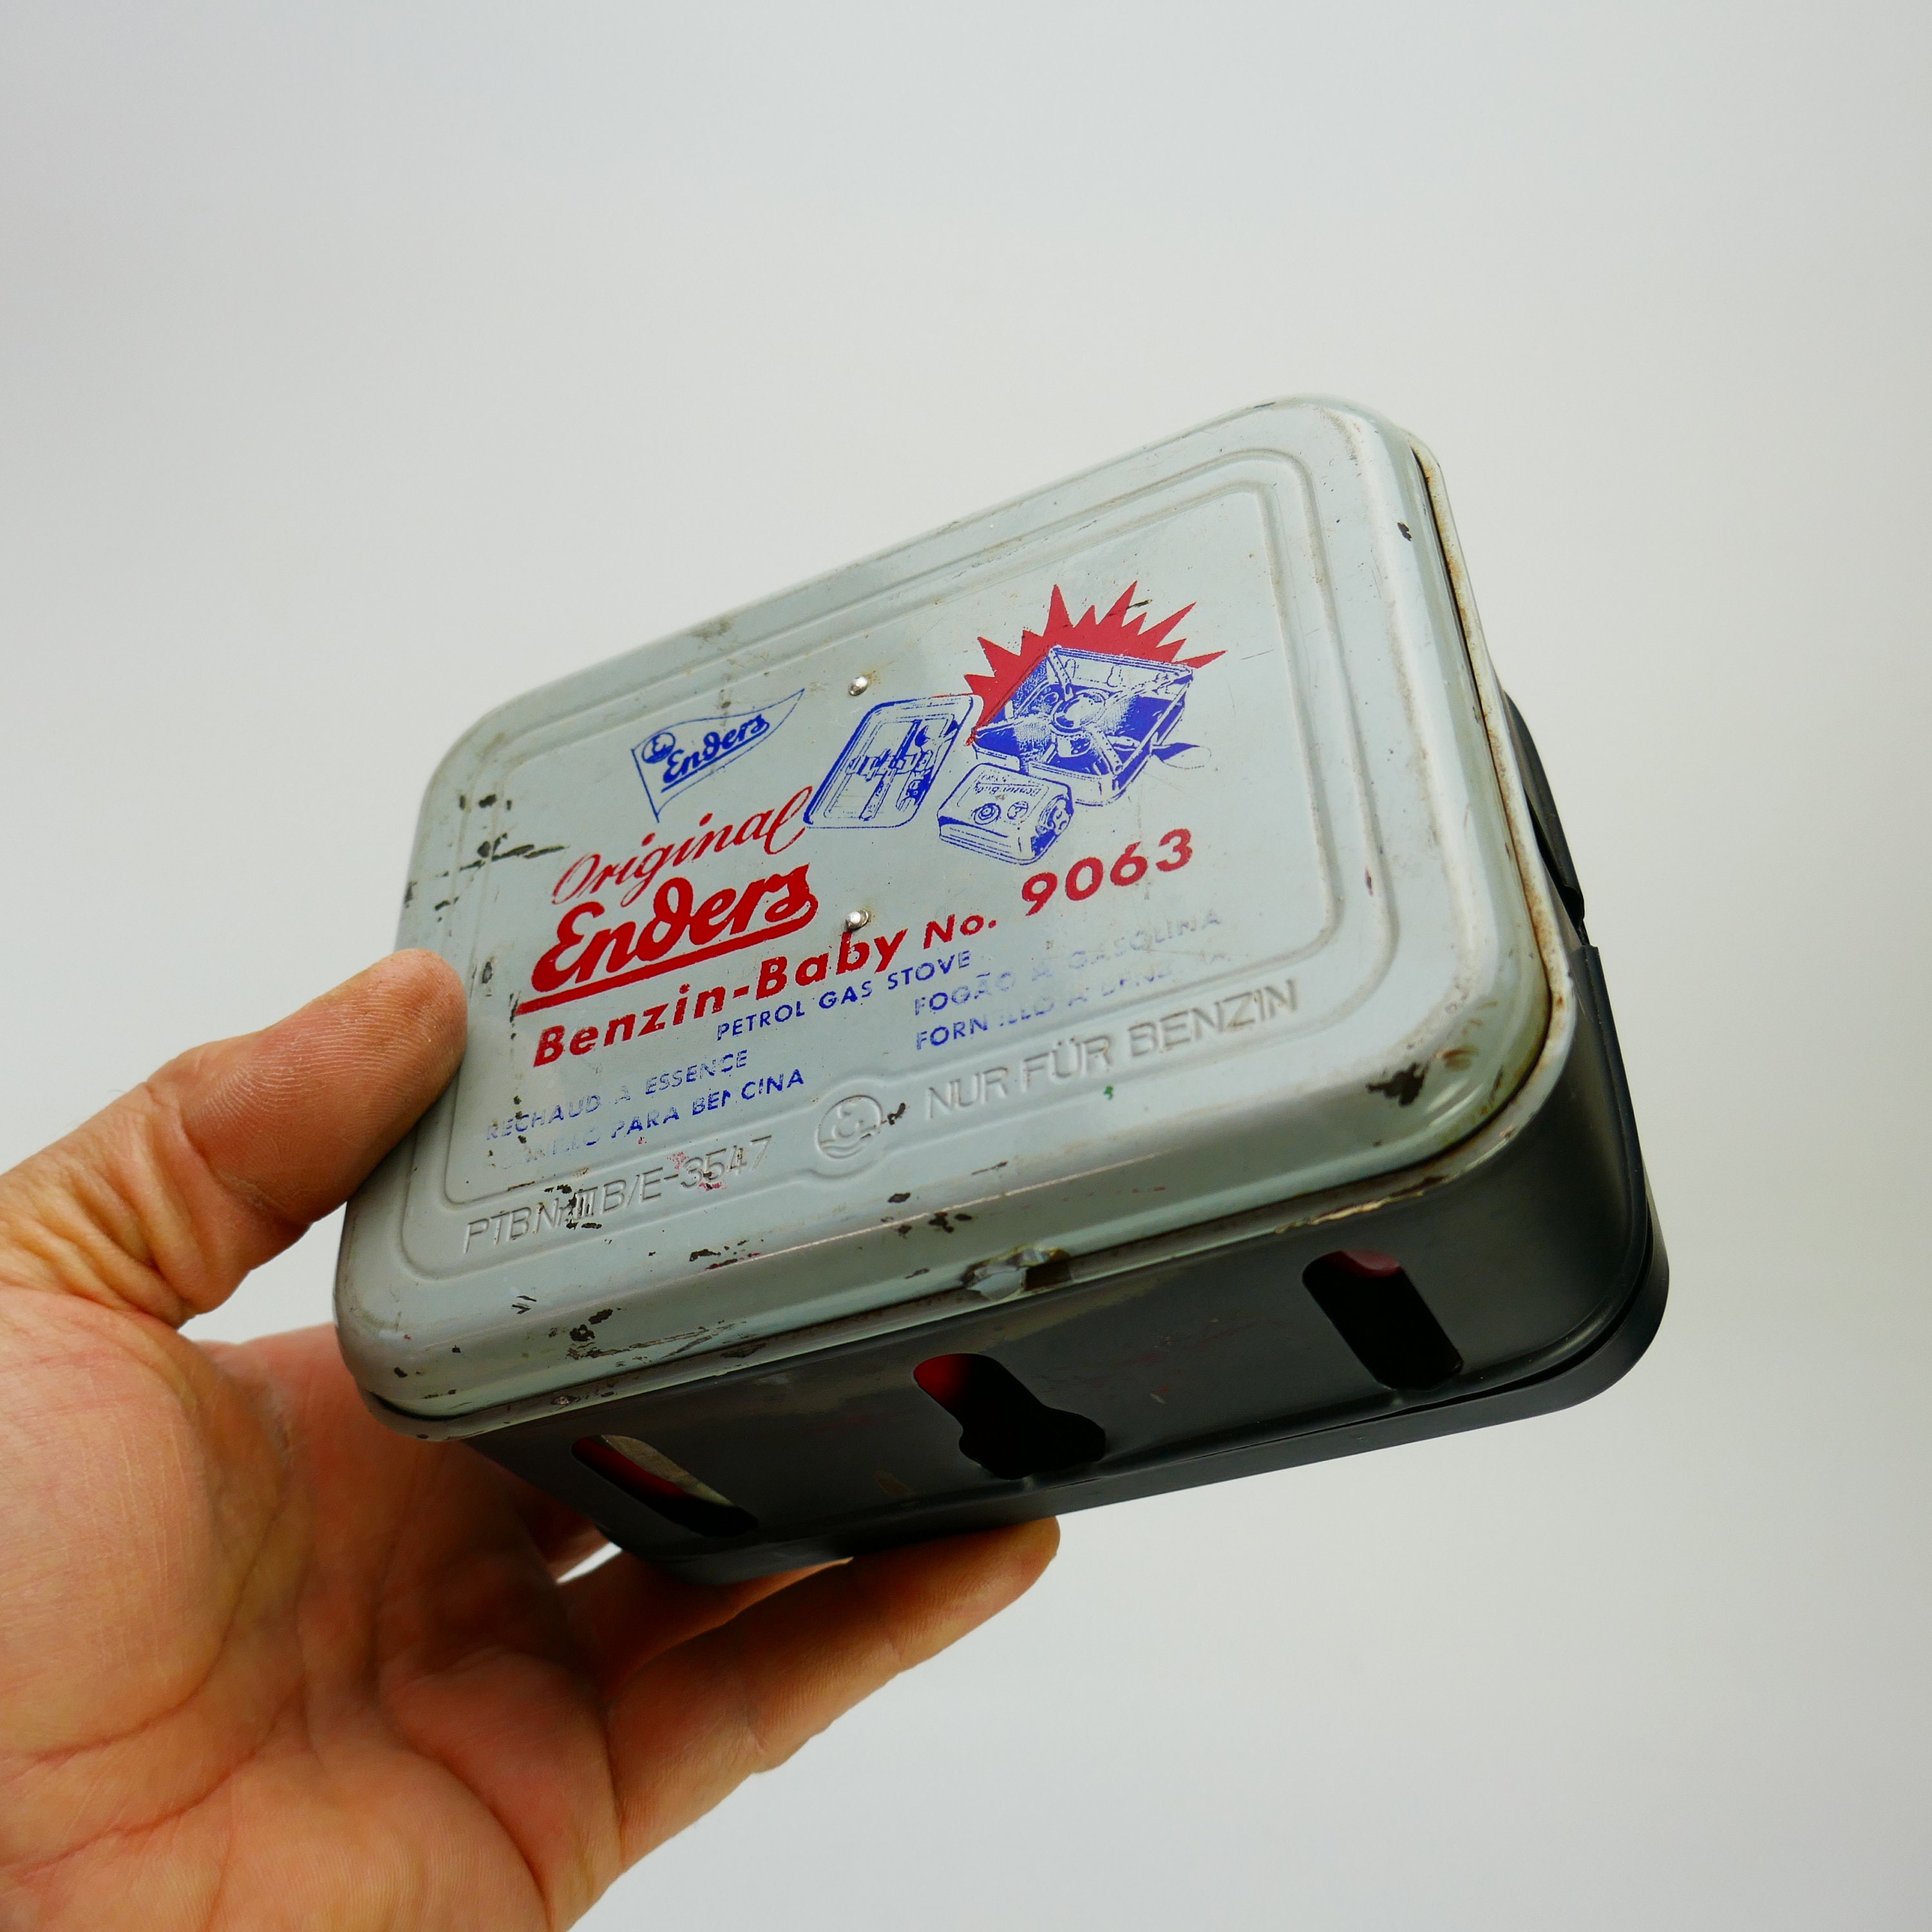 Enders
Original
Enders
Benzin-Baby No. 9063
PETROL GAS STOVE
RECHAUD A ESSENCE
PARA BENCINA
FOGÃO A GASOLINA
FORNILLO A
PTB Nr. III B/E-3547
NUR FÜR BENZIN